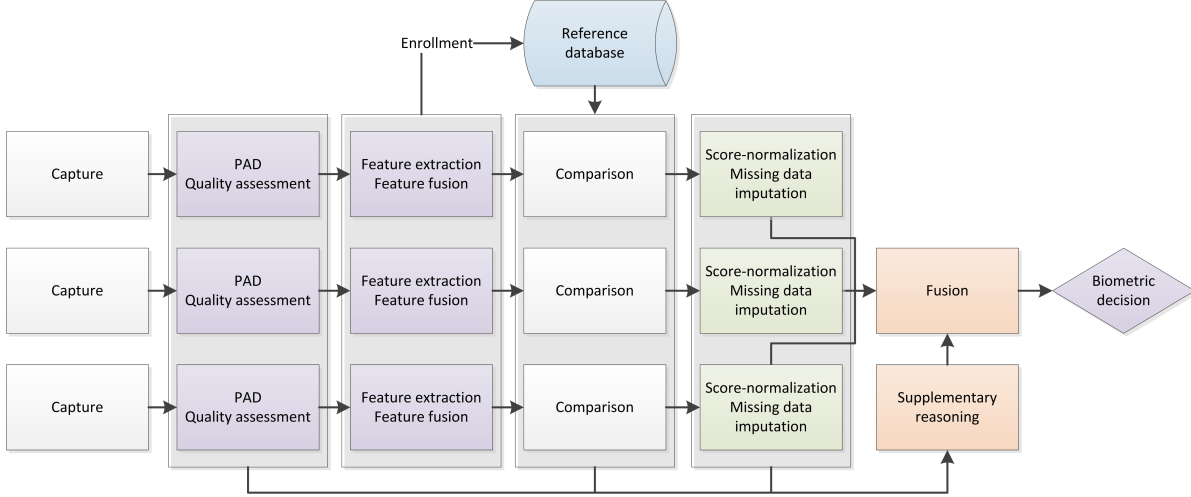 Enrollment
Reference
database
Capture
PAD
Quality assessment
Feature extraction
Feature fusion
Comparison
Score-normalization
Missing data
imputation
Capture
PAD
Quality assessment
Feature extraction
Feature fusion
Comparison
Score-normalization
Missing data
imputation
Fusion
Biometric
decision
Capture
PAD
Quality assessment
Feature extraction
Feature fusion
Comparison
Score-normalization
Missing data
imputation
Supplementary
reasoning